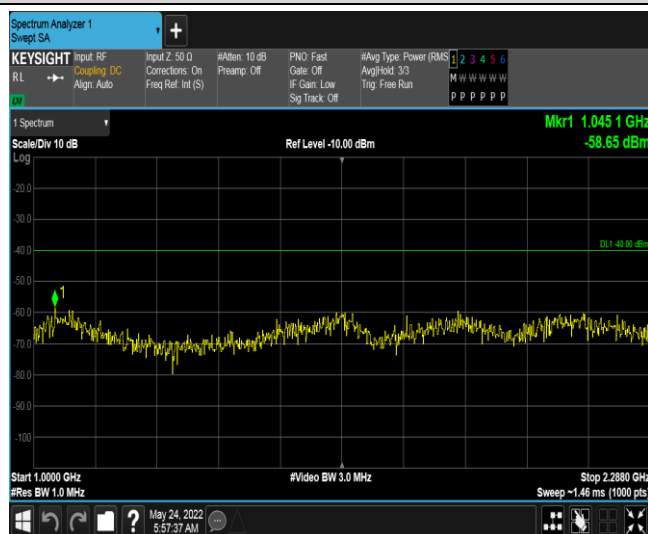 Spectrum Analyzer 1
Swept SA
+
KEYSIGHT
RL
LXI
Input: RF
Coupling: DC
Align: Auto
Input Z: 50 Ω
Corrections: On
Freq Ref: Int (S)
#Atten: 10 dB
Preamp: Off
PNO: Fast
Gate: Off
IF Gain: Low
Sig Track: Off
#Avg Type: Power (RMS
Avg|Hold: 3/3
Trig: Free Run
1 2 3 4 5 6
M W W W W W
P P P P P P
1 Spectrum
Mkr1 1.045 1 GHz
Scale/Div 10 dB
Ref Level -10.00 dBm
-58.65 dBm
Log
-20.0
-30.0
DL1 -40.00 dBm
-40.0
-50.0
1
-60.0
-70.0
-80.0
-90.0
-100
Start 1.0000 GHz
#Video BW 3.0 MHz
Stop 2.2880 GHz
#Res BW 1.0 MHz
Sweep ~1.46 ms (1000 pts)
?
May 24, 2022
5:57:37 AM